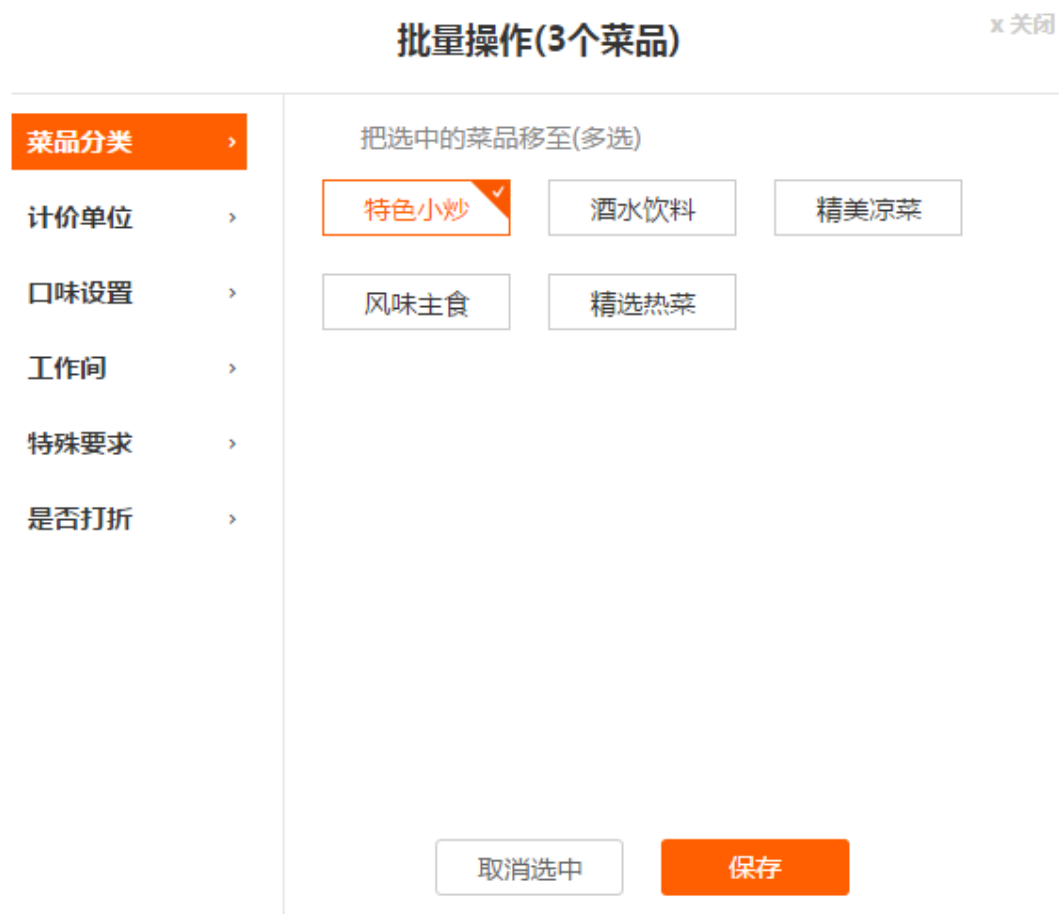 批量操作(3个菜品)
x 关闭
菜品分类
计价单位
口味设置
工作间
特殊要求
是否打折
把选中的菜品移至(多选)
特色小炒 酒水饮料 精美凉菜
风味主食 精选热菜
取消选中 保存